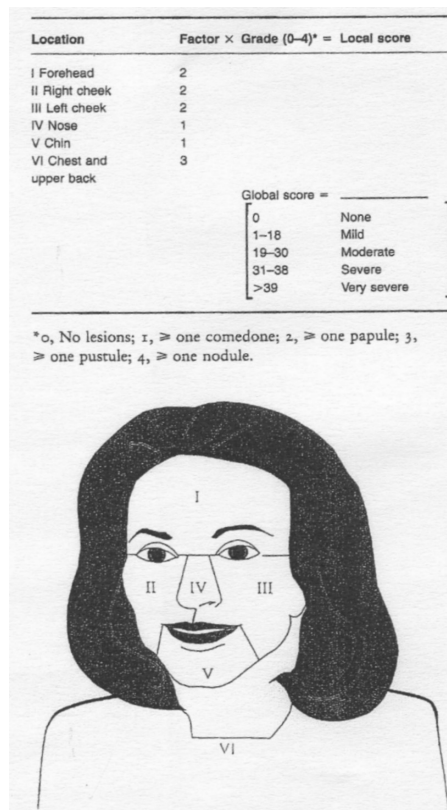 Location Factor × Grade (0–4)* = Local score
I Forehead 2
II Right cheek 2
III Left cheek 2
IV Nose 1
V Chin 1
VI Chest and 3
upper back
Global score =
0 None
1–18 Mild
19–30 Moderate
31–38 Severe
>39 Very severe
*0, No lesions; 1, ⩾ one comedone; 2, ⩾ one papule; 3,
⩾ one pustule; 4, ⩾ one nodule.
I
II IV III
V
VI